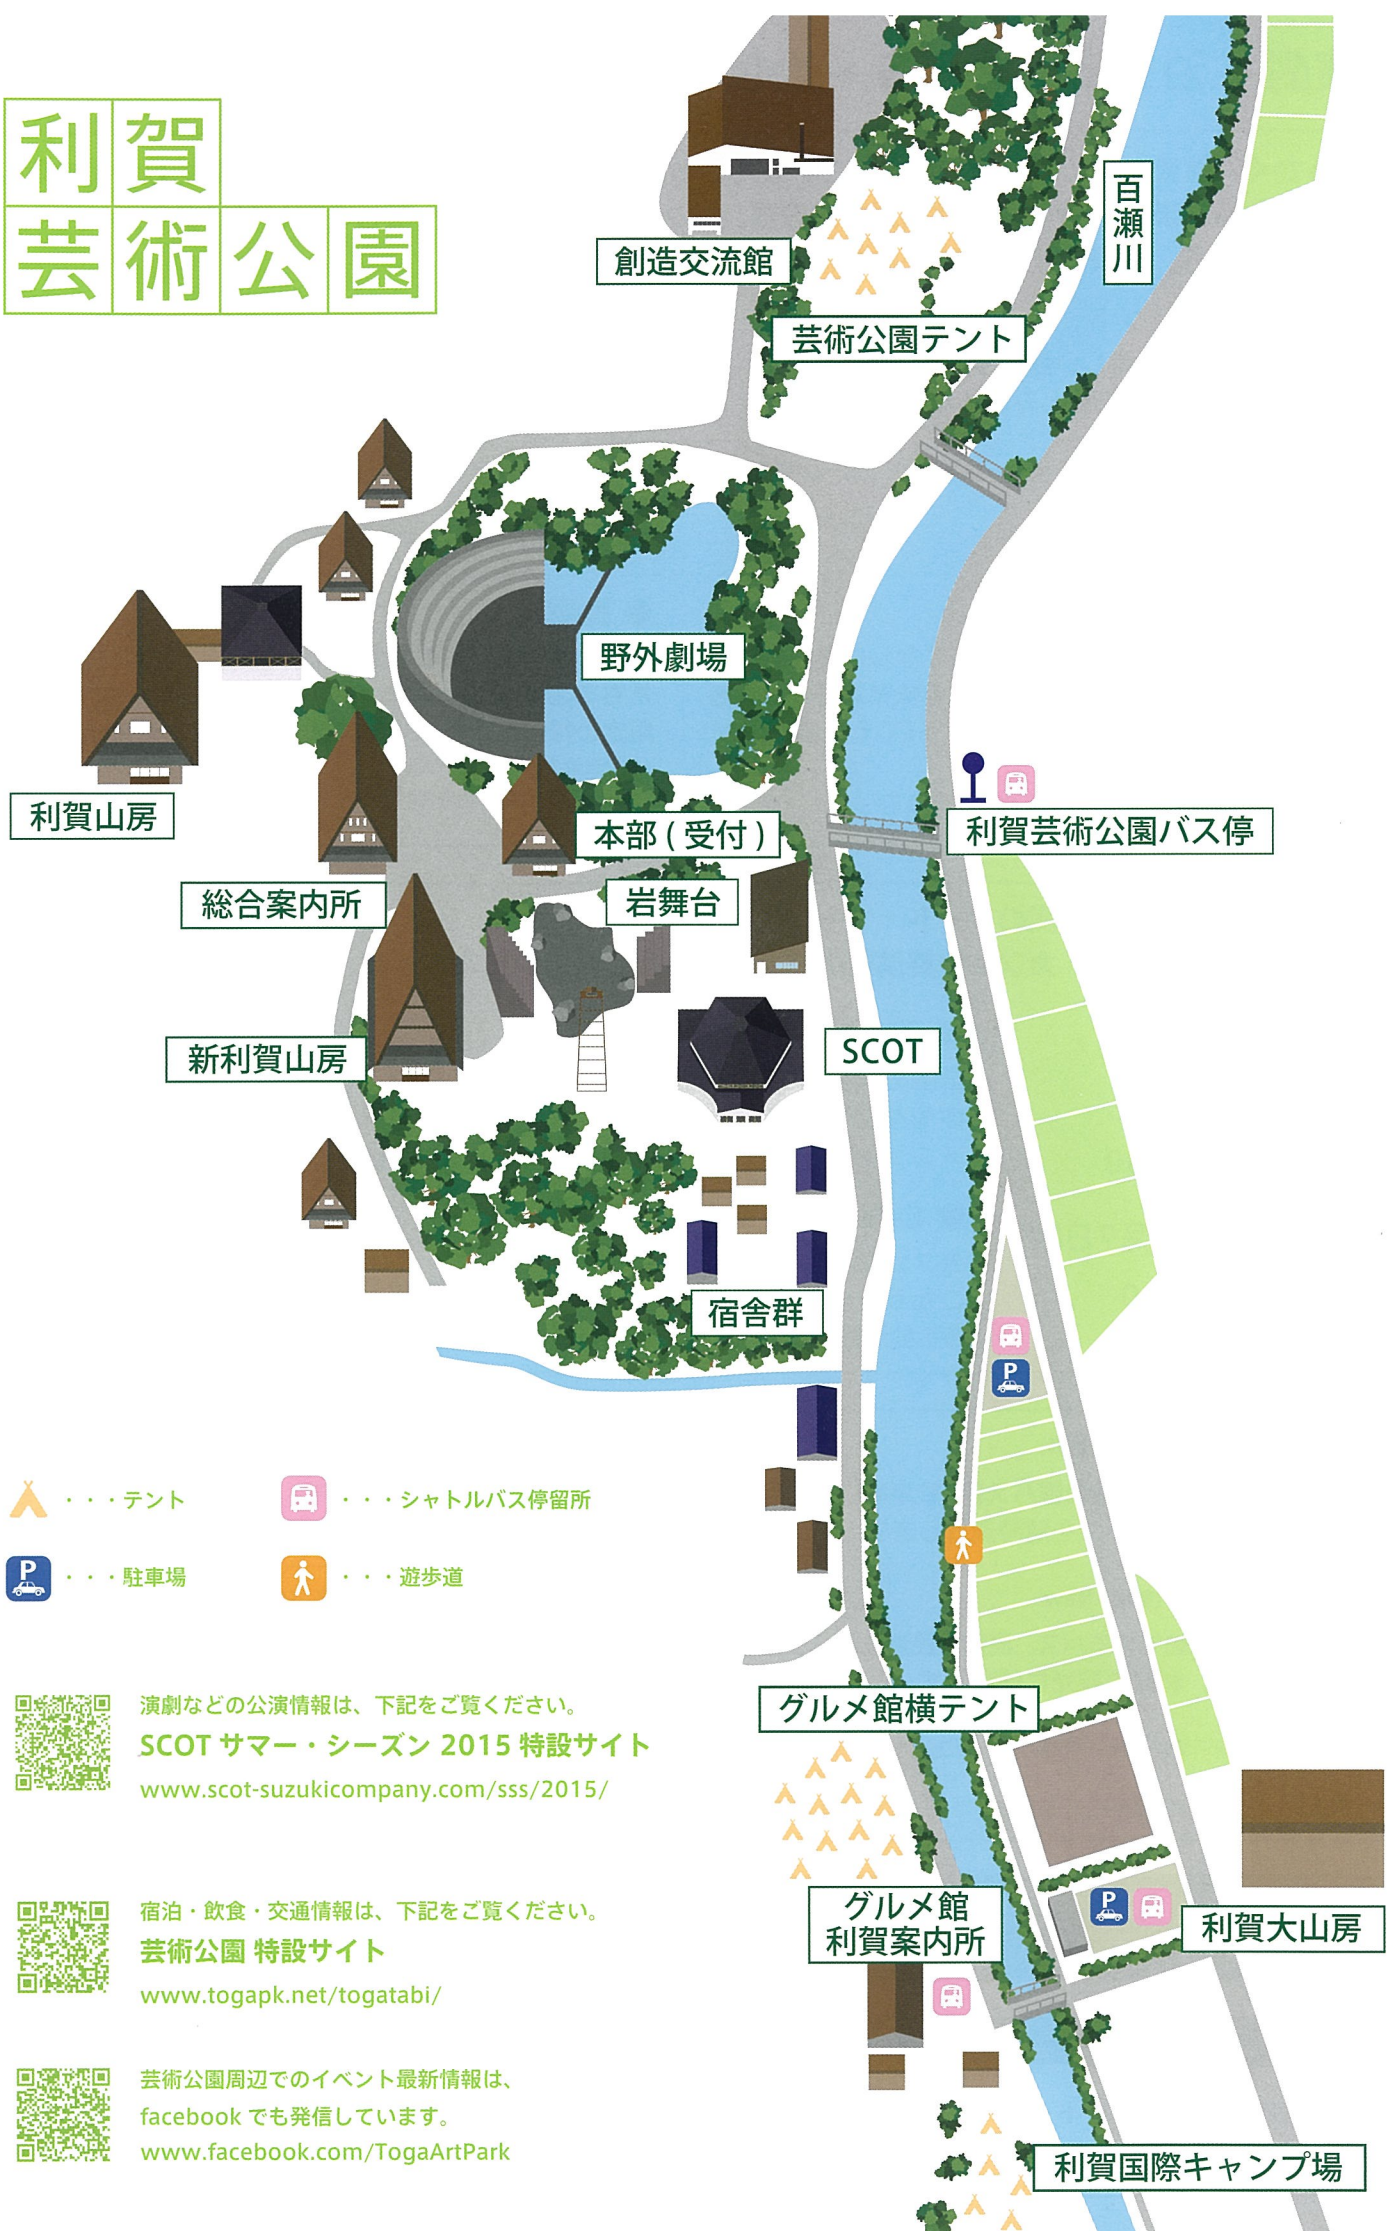 利賀
芸術公園
百瀬川
創造交流館
芸術公園テント
野外劇場
利賀山房
本部(受付)
利賀芸術公園バス停
総合案内所
岩舞台
新利賀山房
SCOT
宿舎群
P
・・・テント
・・・シャトルバス停留所
P
・・・駐車場
・・・遊歩道
グルメ館横テント
演劇などの公演情報は、下記をご覧ください。
SCOT サマー・シーズン 2015 特設サイト
www.scot-suzukicompany.com/sss/2015/
グルメ館
利賀案内所
P
利賀大山房
宿泊・飲食・交通情報は、下記をご覧ください。
芸術公園 特設サイト
www.togapk.net/togatabi/
芸術公園周辺でのイベント最新情報は、
facebook でも発信しています。
www.facebook.com/TogaArtPark
利賀国際キャンプ場